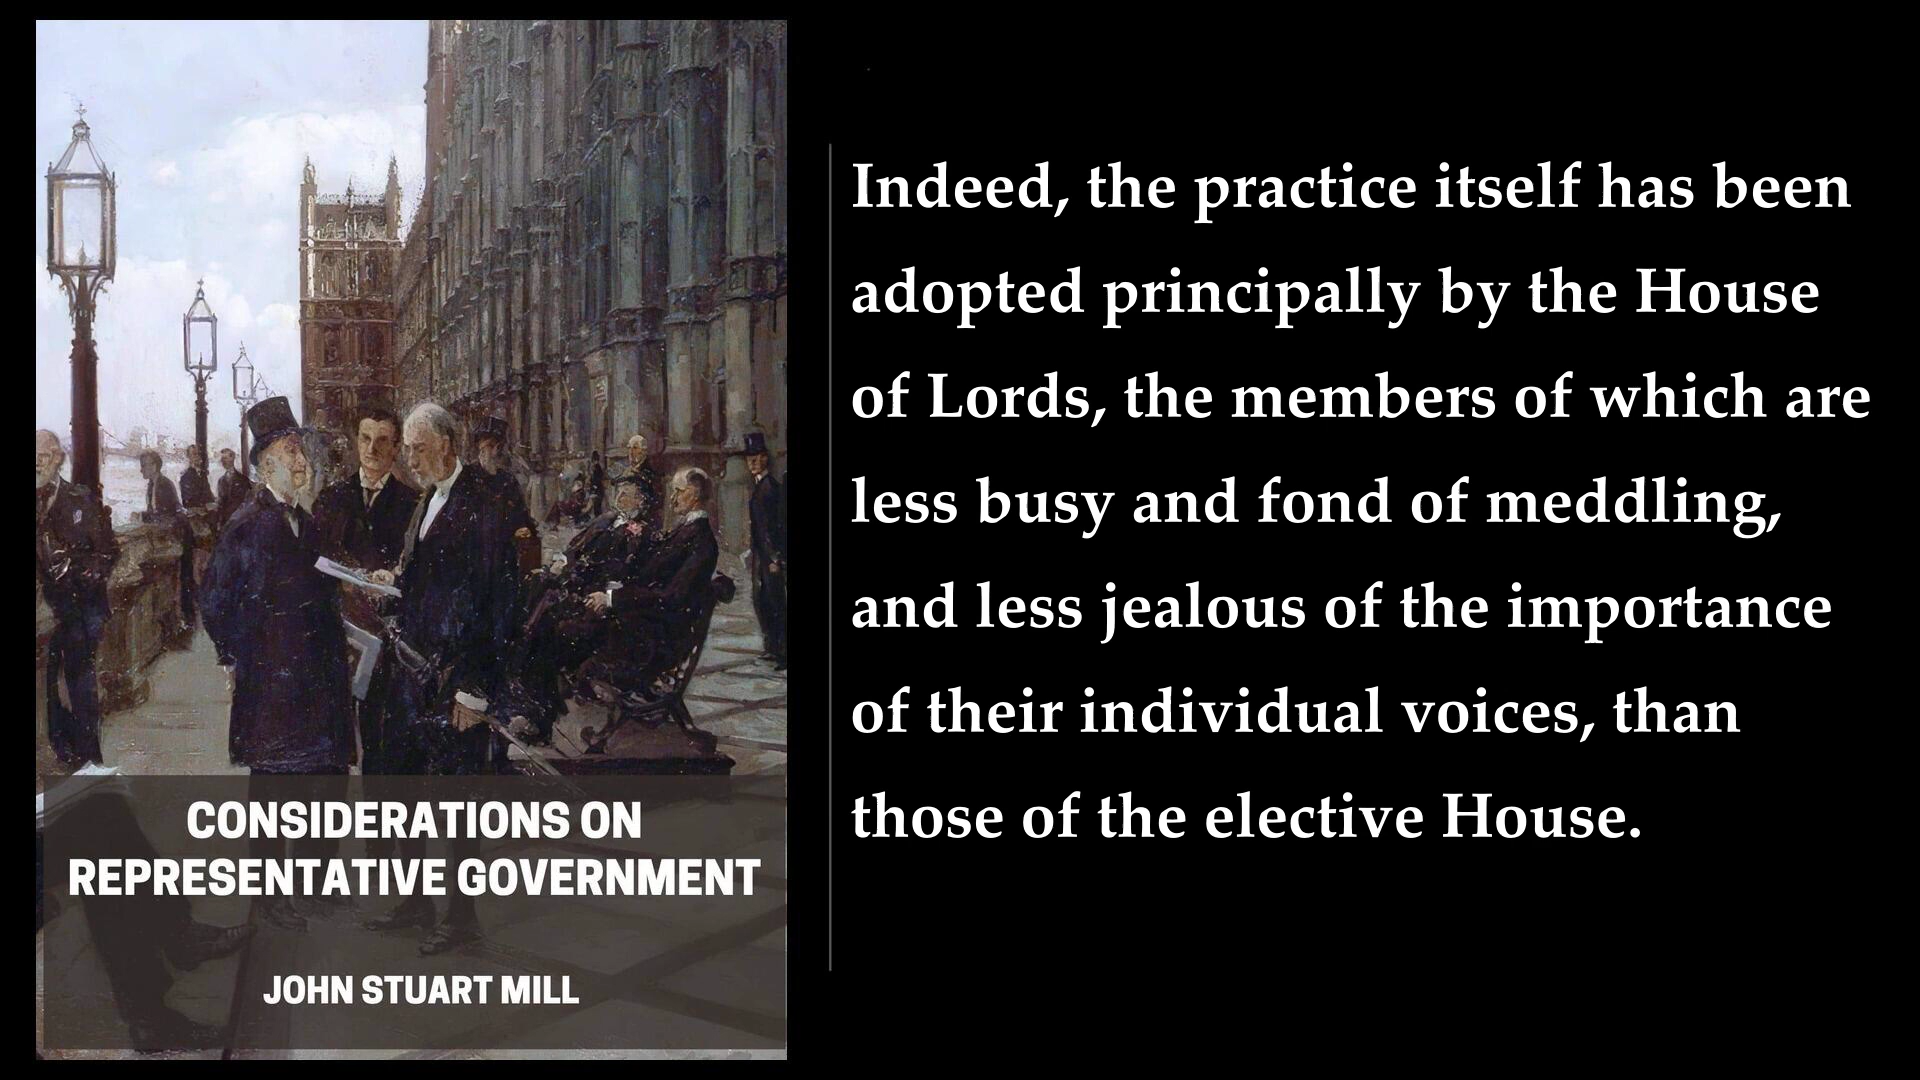 CONSIDERATIONS ON
REPRESENTATIVE GOVERNMENT
JOHN STUART MILL
Indeed, the practice itself has been
adopted principally by the House
of Lords, the members of which are
less busy and fond of meddling,
and less jealous of the importance
of their individual voices, than
those of the elective House.